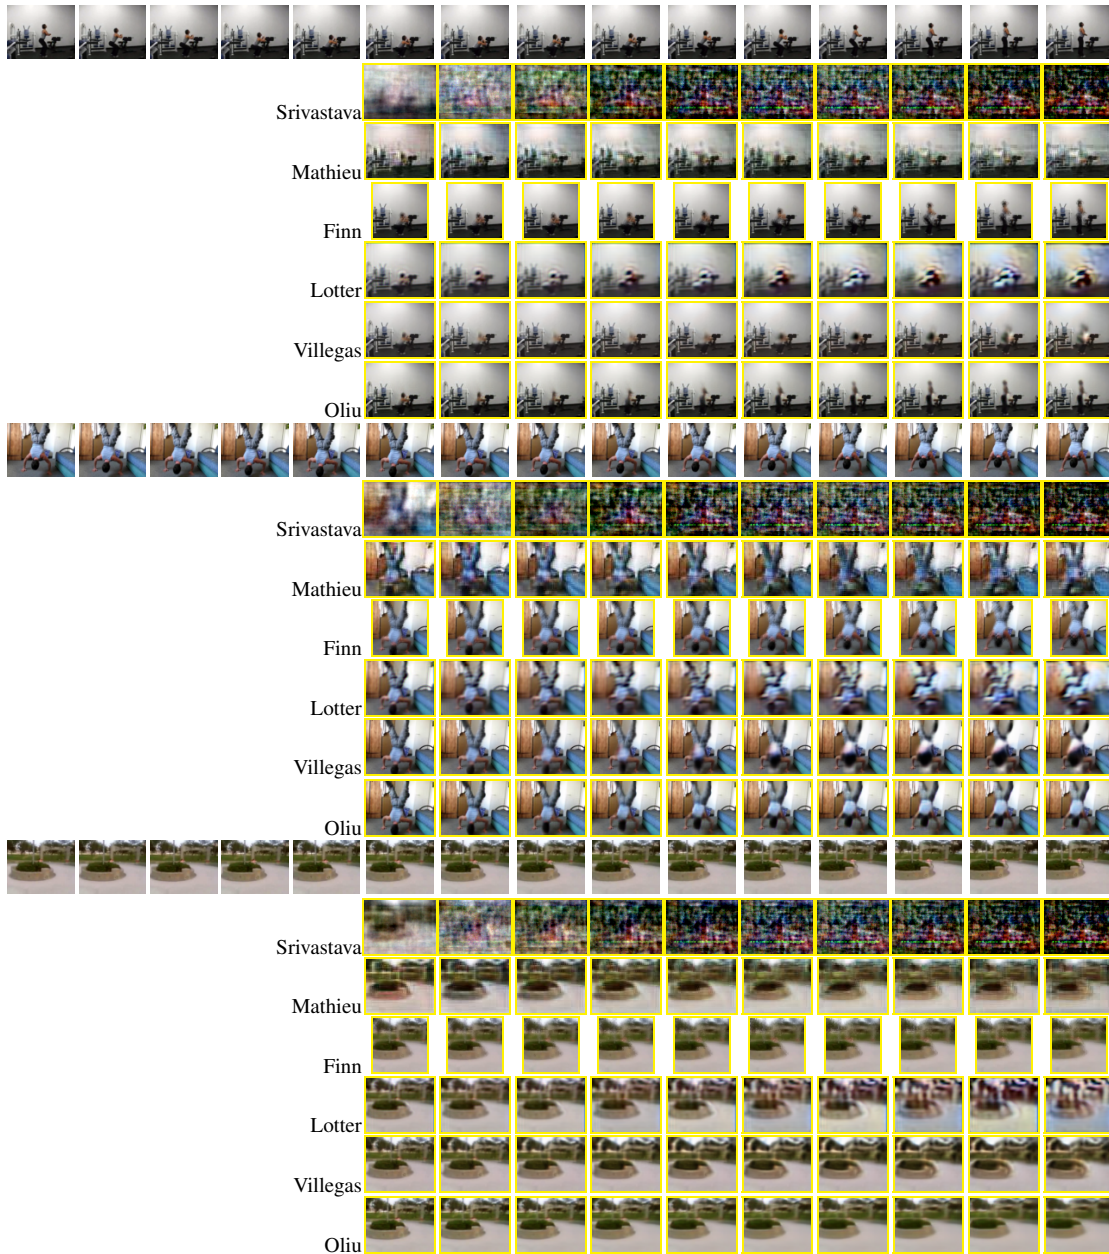 Srivastava
Mathieu
Finn
Lotter
Villegas
Oliu
Srivastava
Mathieu
Finn
Lotter
Villegas
Oliu
Srivastava
Mathieu
Finn
Lotter
Villegas
Oliu